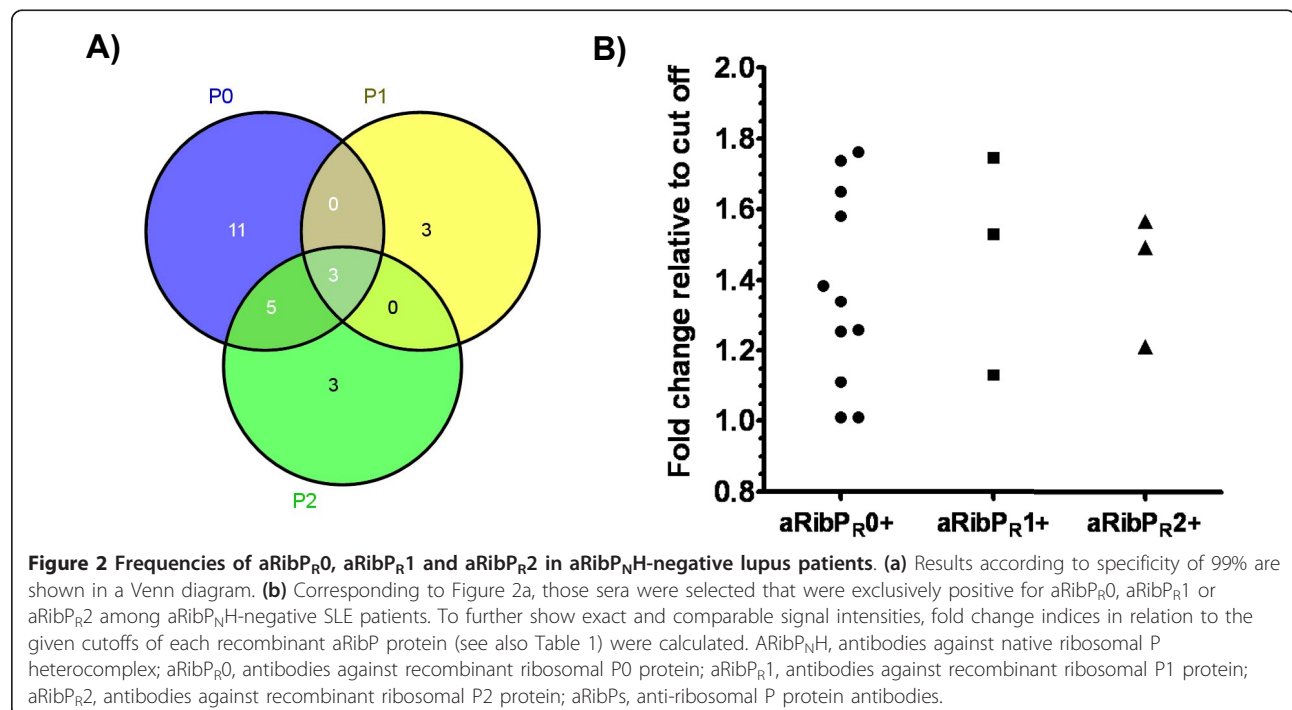 A)
P0
P1
0
11
3
3
5
0
3
P2
B)
Fold change relative to cut off
2.0
1.8
1.6
1.4
1.2
1.0
0.8
aRibPR0+ aRibPR1+ aRibPR2+
Figure 2 Frequencies of aRibPR0, aRibPR1 and aRibPR2 in aRibPNH-negative lupus patients. (a) Results according to specificity of 99% are
shown in a Venn diagram. (b) Corresponding to Figure 2a, those sera were selected that were exclusively positive for aRibPR0, aRibPR1 or
aRibPR2 among aRibPNH-negative SLE patients. To further show exact and comparable signal intensities, fold change indices in relation to the
given cutoffs of each recombinant aRibP protein (see also Table 1) were calculated. ARibPNH, antibodies against native ribosomal P
heterocomplex; aRibPR0, antibodies against recombinant ribosomal P0 protein; aRibPR1, antibodies against recombinant ribosomal P1 protein;
aRibPR2, antibodies against recombinant ribosomal P2 protein; aRibPs, anti-ribosomal P protein antibodies.